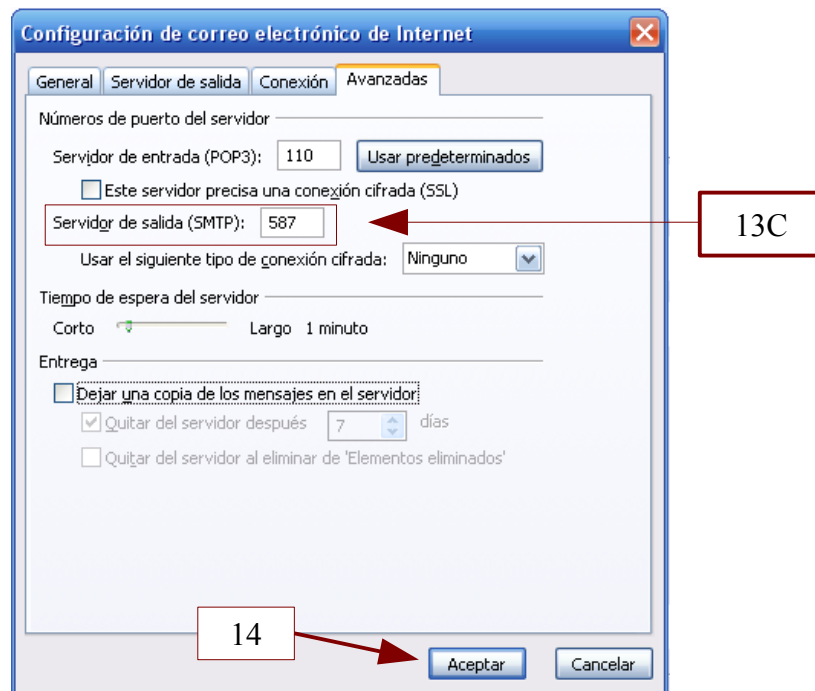 Configuración de correo electrónico de Internet
General Servidor de salida Conexión Avanzadas
Números de puerto del servidor
Servidor de entrada (POP3): 110 Usar predeterminados
Este servidor precisa una conexión cifrada (SSL)
Servidor de salida (SMTP): 587
13C
Usar el siguiente tipo de conexión cifrada: Ninguno
Tiempo de espera del servidor
Corto Largo 1 minuto
Entrega
Dejar una copia de los mensajes en el servidor
Quitar del servidor después 7 días
Quitar del servidor al eliminar de 'Elementos eliminados'
14
Aceptar Cancelar